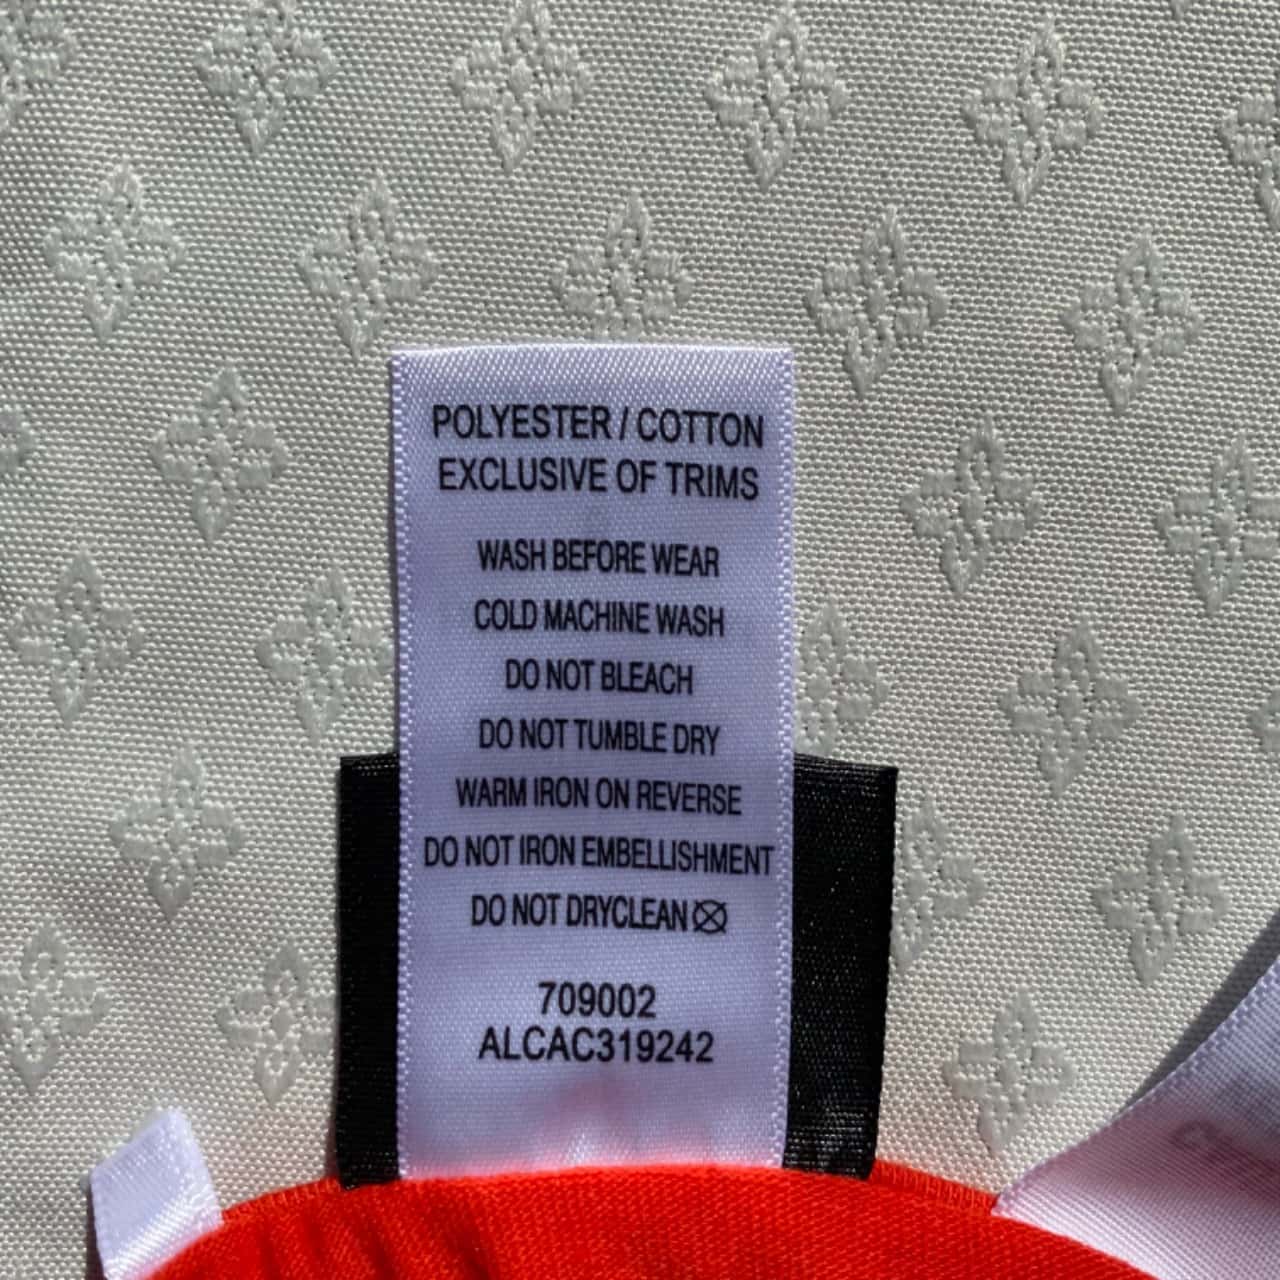 POLYESTER / COTTON
EXCLUSIVE OF TRIMS
WASH BEFORE WEAR
COLD MACHINE WASH
DO NOT BLEACH
DO NOT TUMBLE DRY
WARM IRON ON REVERSE
DO NOT IRON EMBELLISHMENT
DO NOT DRYCLEAN
709002
ALCAC319242